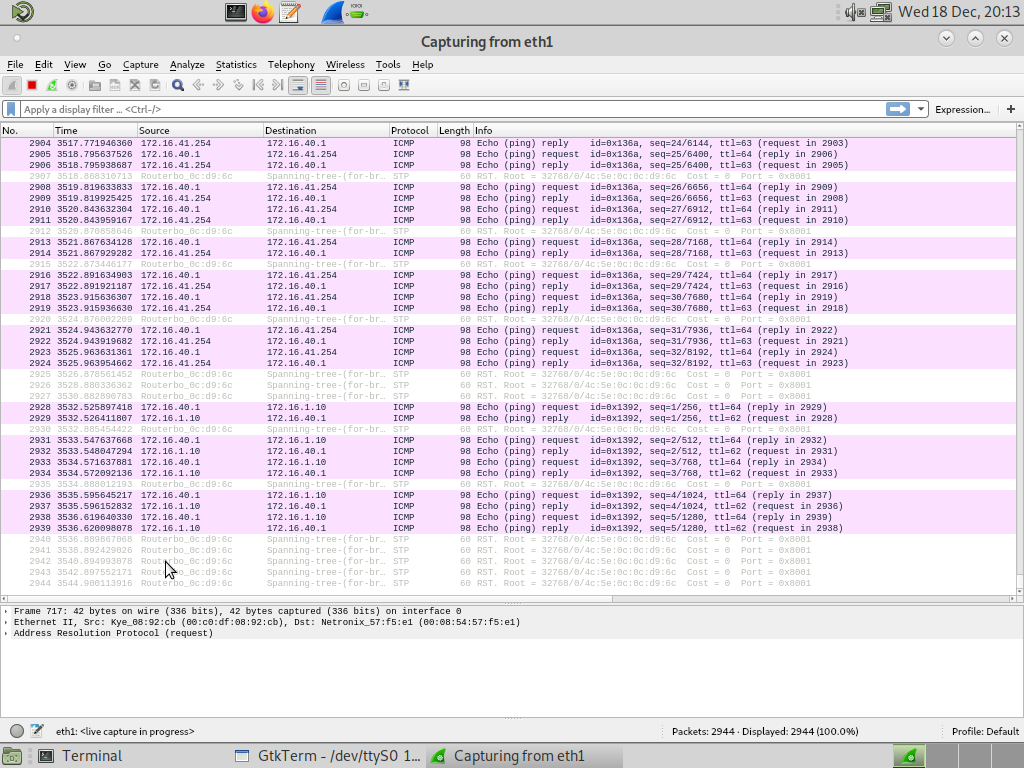 Wed 18 Dec, 20:13
Capturing from eth1
File Edit View Go Capture Analyze Statistics Telephony Wireless Tools Help
Apply a display filter ... <Ctrl-/> Expression... +
No. Time Source Destination Protocol Length Info
2904 3517.771946360 172.16.41.254 172.16.40.1 ICMP 98 Echo (ping) reply id=0x136a, seq=24/6144, ttl=63 (request in 2903)
2905 3518.795637526 172.16.40.1 172.16.41.254 ICMP 98 Echo (ping) request id=0x136a, seq=25/6400, ttl=64 (reply in 2906)
2906 3518.795938687 172.16.41.254 172.16.40.1 ICMP 98 Echo (ping) reply id=0x136a, seq=25/6400, ttl=63 (request in 2905)
2907 3518.868310713 Routerbo_0c:d9:6c Spanning-tree-(for-br… STP 60 RST. Root = 32768/0/4c:5e:0c:0c:d9:6c Cost = 0 Port = 0x8001
2908 3519.819633833 172.16.40.1 172.16.41.254 ICMP 98 Echo (ping) request id=0x136a, seq=26/6656, ttl=64 (reply in 2909)
2909 3519.819925425 172.16.41.254 172.16.40.1 ICMP 98 Echo (ping) reply id=0x136a, seq=26/6656, ttl=63 (request in 2908)
2910 3520.843632304 172.16.40.1 172.16.41.254 ICMP 98 Echo (ping) request id=0x136a, seq=27/6912, ttl=64 (reply in 2911)
2911 3520.843959167 172.16.41.254 172.16.40.1 ICMP 98 Echo (ping) reply id=0x136a, seq=27/6912, ttl=63 (request in 2910)
2912 3520.870858646 Routerbo_0c:d9:6c Spanning-tree-(for-br… STP 60 RST. Root = 32768/0/4c:5e:0c:0c:d9:6c Cost = 0 Port = 0x8001
2913 3521.867634128 172.16.40.1 172.16.41.254 ICMP 98 Echo (ping) request id=0x136a, seq=28/7168, ttl=64 (reply in 2914)
2914 3521.867929282 172.16.41.254 172.16.40.1 ICMP 98 Echo (ping) reply id=0x136a, seq=28/7168, ttl=63 (request in 2913)
2915 3522.873446177 Routerbo_0c:d9:6c Spanning-tree-(for-br… STP 60 RST. Root = 32768/0/4c:5e:0c:0c:d9:6c Cost = 0 Port = 0x8001
2916 3522.891634903 172.16.40.1 172.16.41.254 ICMP 98 Echo (ping) request id=0x136a, seq=29/7424, ttl=64 (reply in 2917)
2917 3522.891921187 172.16.41.254 172.16.40.1 ICMP 98 Echo (ping) reply id=0x136a, seq=29/7424, ttl=63 (request in 2916)
2918 3523.915636307 172.16.40.1 172.16.41.254 ICMP 98 Echo (ping) request id=0x136a, seq=30/7680, ttl=64 (reply in 2919)
2919 3523.915936630 172.16.41.254 172.16.40.1 ICMP 98 Echo (ping) reply id=0x136a, seq=30/7680, ttl=63 (request in 2918)
2920 3524.876002209 Routerbo_0c:d9:6c Spanning-tree-(for-br… STP 60 RST. Root = 32768/0/4c:5e:0c:0c:d9:6c Cost = 0 Port = 0x8001
2921 3524.943632770 172.16.40.1 172.16.41.254 ICMP 98 Echo (ping) request id=0x136a, seq=31/7936, ttl=64 (reply in 2922)
2922 3524.943919682 172.16.41.254 172.16.40.1 ICMP 98 Echo (ping) reply id=0x136a, seq=31/7936, ttl=63 (request in 2921)
2923 3525.963631361 172.16.40.1 172.16.41.254 ICMP 98 Echo (ping) request id=0x136a, seq=32/8192, ttl=64 (reply in 2924)
2924 3525.963954662 172.16.41.254 172.16.40.1 ICMP 98 Echo (ping) reply id=0x136a, seq=32/8192, ttl=63 (request in 2923)
2925 3526.878561452 Routerbo_0c:d9:6c Spanning-tree-(for-br… STP 60 RST. Root = 32768/0/4c:5e:0c:0c:d9:6c Cost = 0 Port = 0x8001
2926 3528.880336362 Routerbo_0c:d9:6c Spanning-tree-(for-br… STP 60 RST. Root = 32768/0/4c:5e:0c:0c:d9:6c Cost = 0 Port = 0x8001
2927 3530.882890783 Routerbo_0c:d9:6c Spanning-tree-(for-br… STP 60 RST. Root = 32768/0/4c:5e:0c:0c:d9:6c Cost = 0 Port = 0x8001
2928 3532.525897418 172.16.40.1 172.16.1.10 ICMP 98 Echo (ping) request id=0x1392, seq=1/256, ttl=64 (reply in 2929)
2929 3532.526411807 172.16.1.10 172.16.40.1 ICMP 98 Echo (ping) reply id=0x1392, seq=1/256, ttl=62 (request in 2928)
2930 3532.885454422 Routerbo_0c:d9:6c Spanning-tree-(for-br… STP 60 RST. Root = 32768/0/4c:5e:0c:0c:d9:6c Cost = 0 Port = 0x8001
2931 3533.547637668 172.16.40.1 172.16.1.10 ICMP 98 Echo (ping) request id=0x1392, seq=2/512, ttl=64 (reply in 2932)
2932 3533.548047294 172.16.1.10 172.16.40.1 ICMP 98 Echo (ping) reply id=0x1392, seq=2/512, ttl=62 (request in 2931)
2933 3534.571637881 172.16.40.1 172.16.1.10 ICMP 98 Echo (ping) request id=0x1392, seq=3/768, ttl=64 (reply in 2934)
2934 3534.572092136 172.16.1.10 172.16.40.1 ICMP 98 Echo (ping) reply id=0x1392, seq=3/768, ttl=62 (request in 2933)
2935 3534.888012193 Routerbo_0c:d9:6c Spanning-tree-(for-br… STP 60 RST. Root = 32768/0/4c:5e:0c:0c:d9:6c Cost = 0 Port = 0x8001
2936 3535.595645217 172.16.40.1 172.16.1.10 ICMP 98 Echo (ping) request id=0x1392, seq=4/1024, ttl=64 (reply in 2937)
2937 3535.596152832 172.16.1.10 172.16.40.1 ICMP 98 Echo (ping) reply id=0x1392, seq=4/1024, ttl=62 (request in 2936)
2938 3536.619640330 172.16.40.1 172.16.1.10 ICMP 98 Echo (ping) request id=0x1392, seq=5/1280, ttl=64 (reply in 2939)
2939 3536.620098078 172.16.1.10 172.16.40.1 ICMP 98 Echo (ping) reply id=0x1392, seq=5/1280, ttl=62 (request in 2938)
2940 3536.889867068 Routerbo_0c:d9:6c Spanning-tree-(for-br… STP 60 RST. Root = 32768/0/4c:5e:0c:0c:d9:6c Cost = 0 Port = 0x8001
2941 3538.892429026 Routerbo_0c:d9:6c Spanning-tree-(for-br… STP 60 RST. Root = 32768/0/4c:5e:0c:0c:d9:6c Cost = 0 Port = 0x8001
2942 3540.894993078 Routerbo_0c:d9:6c Spanning-tree-(for-br… STP 60 RST. Root = 32768/0/4c:5e:0c:0c:d9:6c Cost = 0 Port = 0x8001
2943 3542.897552171 Routerbo_0c:d9:6c Spanning-tree-(for-br… STP 60 RST. Root = 32768/0/4c:5e:0c:0c:d9:6c Cost = 0 Port = 0x8001
2944 3544.900113916 Routerbo_0c:d9:6c Spanning-tree-(for-br… STP 60 RST. Root = 32768/0/4c:5e:0c:0c:d9:6c Cost = 0 Port = 0x8001
Frame 717: 42 bytes on wire (336 bits), 42 bytes captured (336 bits) on interface 0
Ethernet II, Src: Kye_08:92:cb (00:c0:df:08:92:cb), Dst: Netronix_57:f5:e1 (00:08:54:57:f5:e1)
Address Resolution Protocol (request)
eth1: <live capture in progress> Packets: 2944 · Displayed: 2944 (100.0%) Profile: Default
Terminal GtkTerm - /dev/ttyS0 1... Capturing from eth1